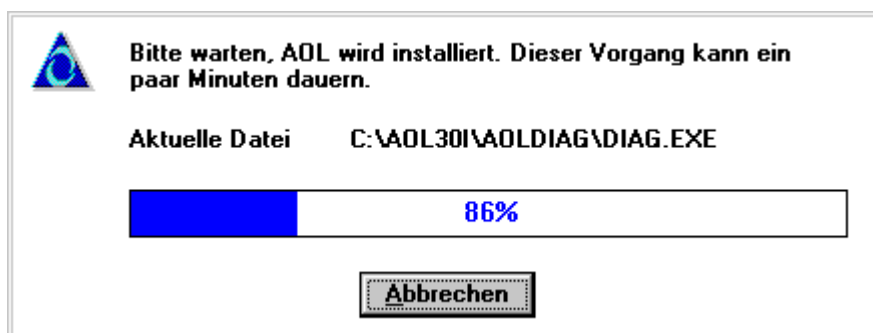 Bitte warten, AOL wird installiert. Dieser Vorgang kann ein
paar Minuten dauern.
Aktuelle Datei C:\AOL30I\AOLDIAG\DIAG.EXE
86%
Abbrechen